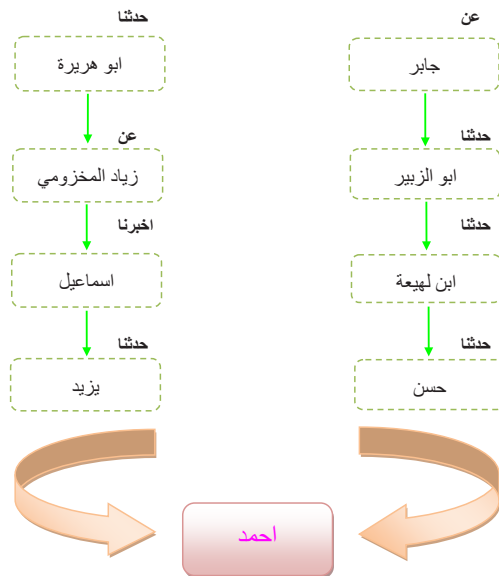 عن
حدثنا
جابر
ابو هريرة
حدثنا
عن
ابو الزبير
زياد المخزومي
حدثنا
اخبرنا
ابن لهيعة
اسماعيل
حدثنا
حدثنا
حسن
يزيد
احمد